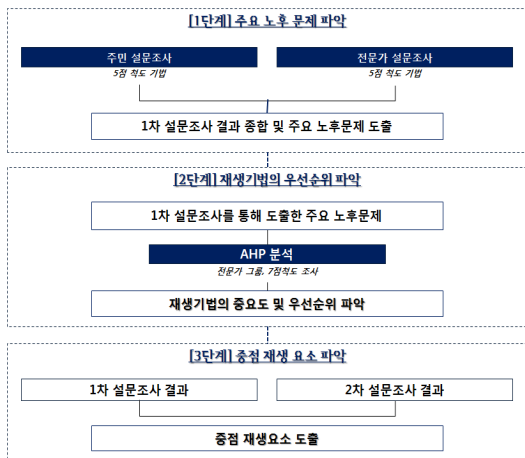 [1단계] 주요 노후 문제 파악
주민 설문조사
전문가 설문조사
5점 척도 기법
5점 척도 기법
1차 설문조사 결과 종합 및 주요 노후문제 도출
[2단계] 재생기법의 우선순위 파악
1차 설문조사를 통해 도출한 주요 노후문제
AHP 분석
전문가 그룹, 7점척도 조사
재생기법의 중요도 및 우선순위 파악
[3단계] 중점 재생 요소 파악
1차 설문조사 결과
2차 설문조사 결과
중점 재생요소 도출